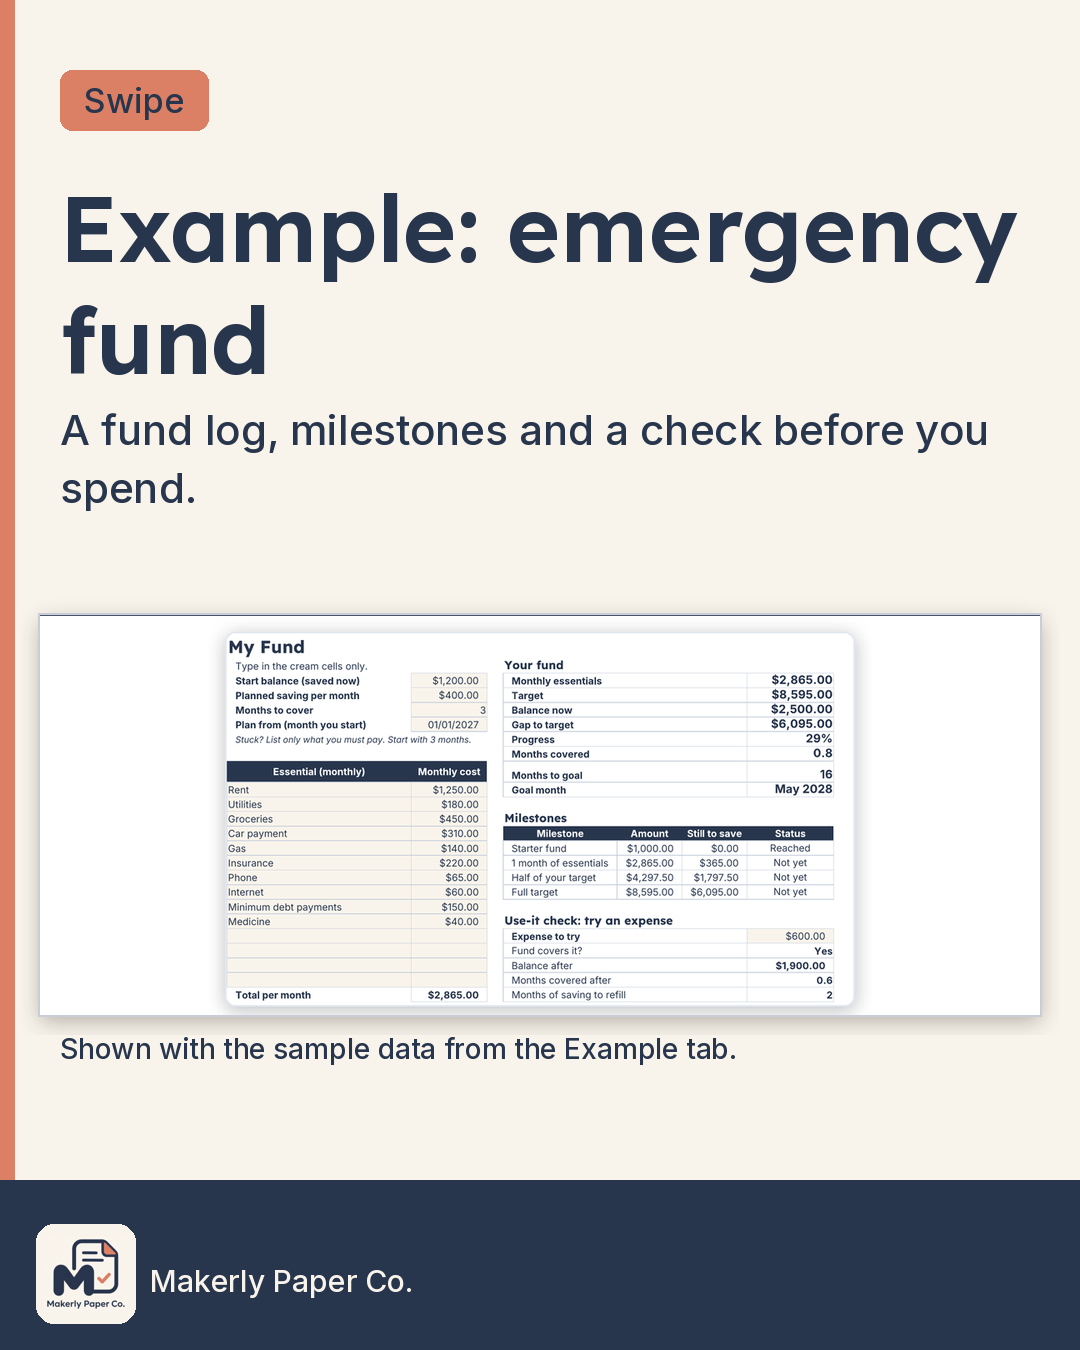 Swipe
Example: emergency
fund
A fund log, milestones and a check before you
spend.
My Fund
Type in the cream cells only.
Start balance (saved now) $1,200.00
Planned saving per month $400.00
Months to cover 3
Plan from (month you start) 01/01/2027
Stuck? List only what you must pay. Start with 3 months.
Essential (monthly) Monthly cost
Rent $1,250.00
Utilities $180.00
Groceries $450.00
Car payment $310.00
Gas $140.00
Insurance $220.00
Phone $65.00
Internet $60.00
Minimum debt payments $150.00
Medicine $40.00
Total per month $2,865.00
Your fund
Monthly essentials $2,865.00
Target $8,595.00
Balance now $2,500.00
Gap to target $6,095.00
Progress 29%
Months covered 0.8
Months to goal 16
Goal month May 2028
Milestones
Milestone Amount Still to save Status
Starter fund $1,000.00 $0.00 Reached
1 month of essentials $2,865.00 $365.00 Not yet
Half of your target $4,297.50 $1,797.50 Not yet
Full target $8,595.00 $6,095.00 Not yet
Use-it check: try an expense
Expense to try $600.00
Fund covers it? Yes
Balance after $1,900.00
Months covered after 0.6
Months of saving to refill 2
Shown with the sample data from the Example tab.
M
Makerly Paper Co.
Makerly Paper Co.